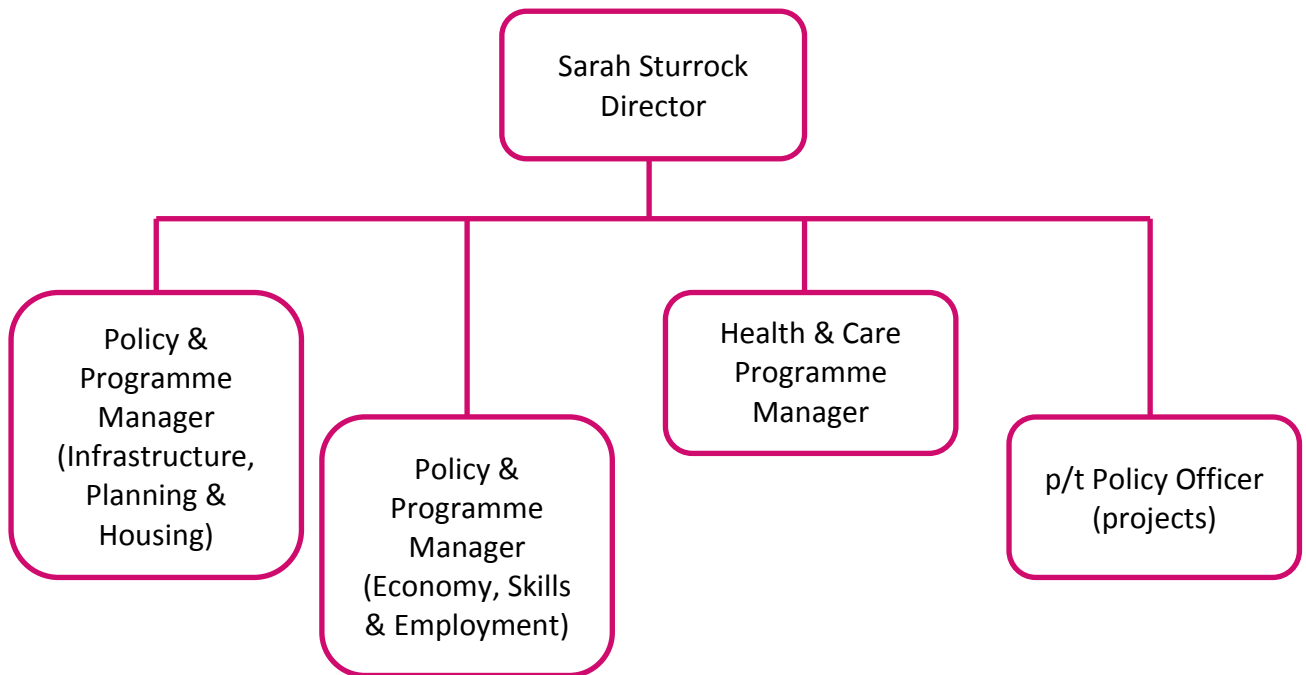 Sarah Sturrock
Director
Policy &
Programme
Manager
(Infrastructure,
Planning &
Housing)
Policy &
Programme
Manager
(Economy, Skills
& Employment)
Health & Care
Programme
Manager
p/t Policy Officer
(projects)